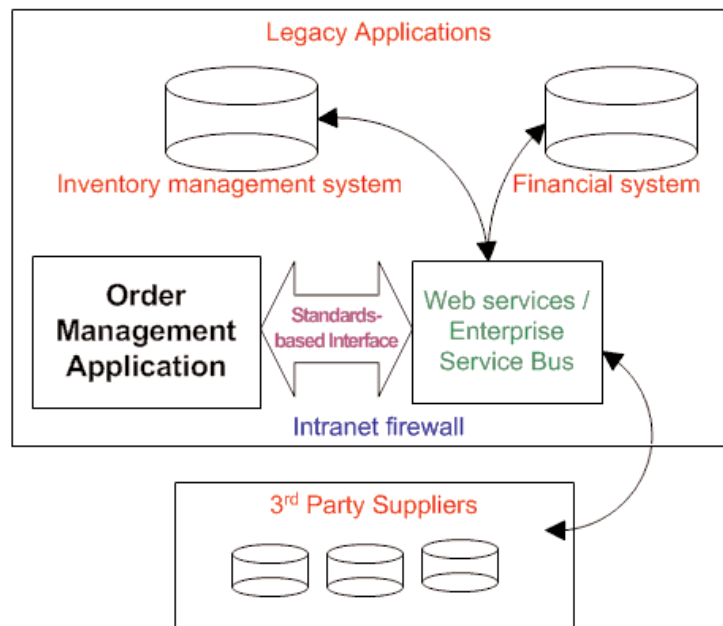 Legacy Applications
Inventory management system
Financial system
Order
Management
Application
Standards-
based Interface
Web services /
Enterprise
Service Bus
Intranet firewall
3rd Party Suppliers